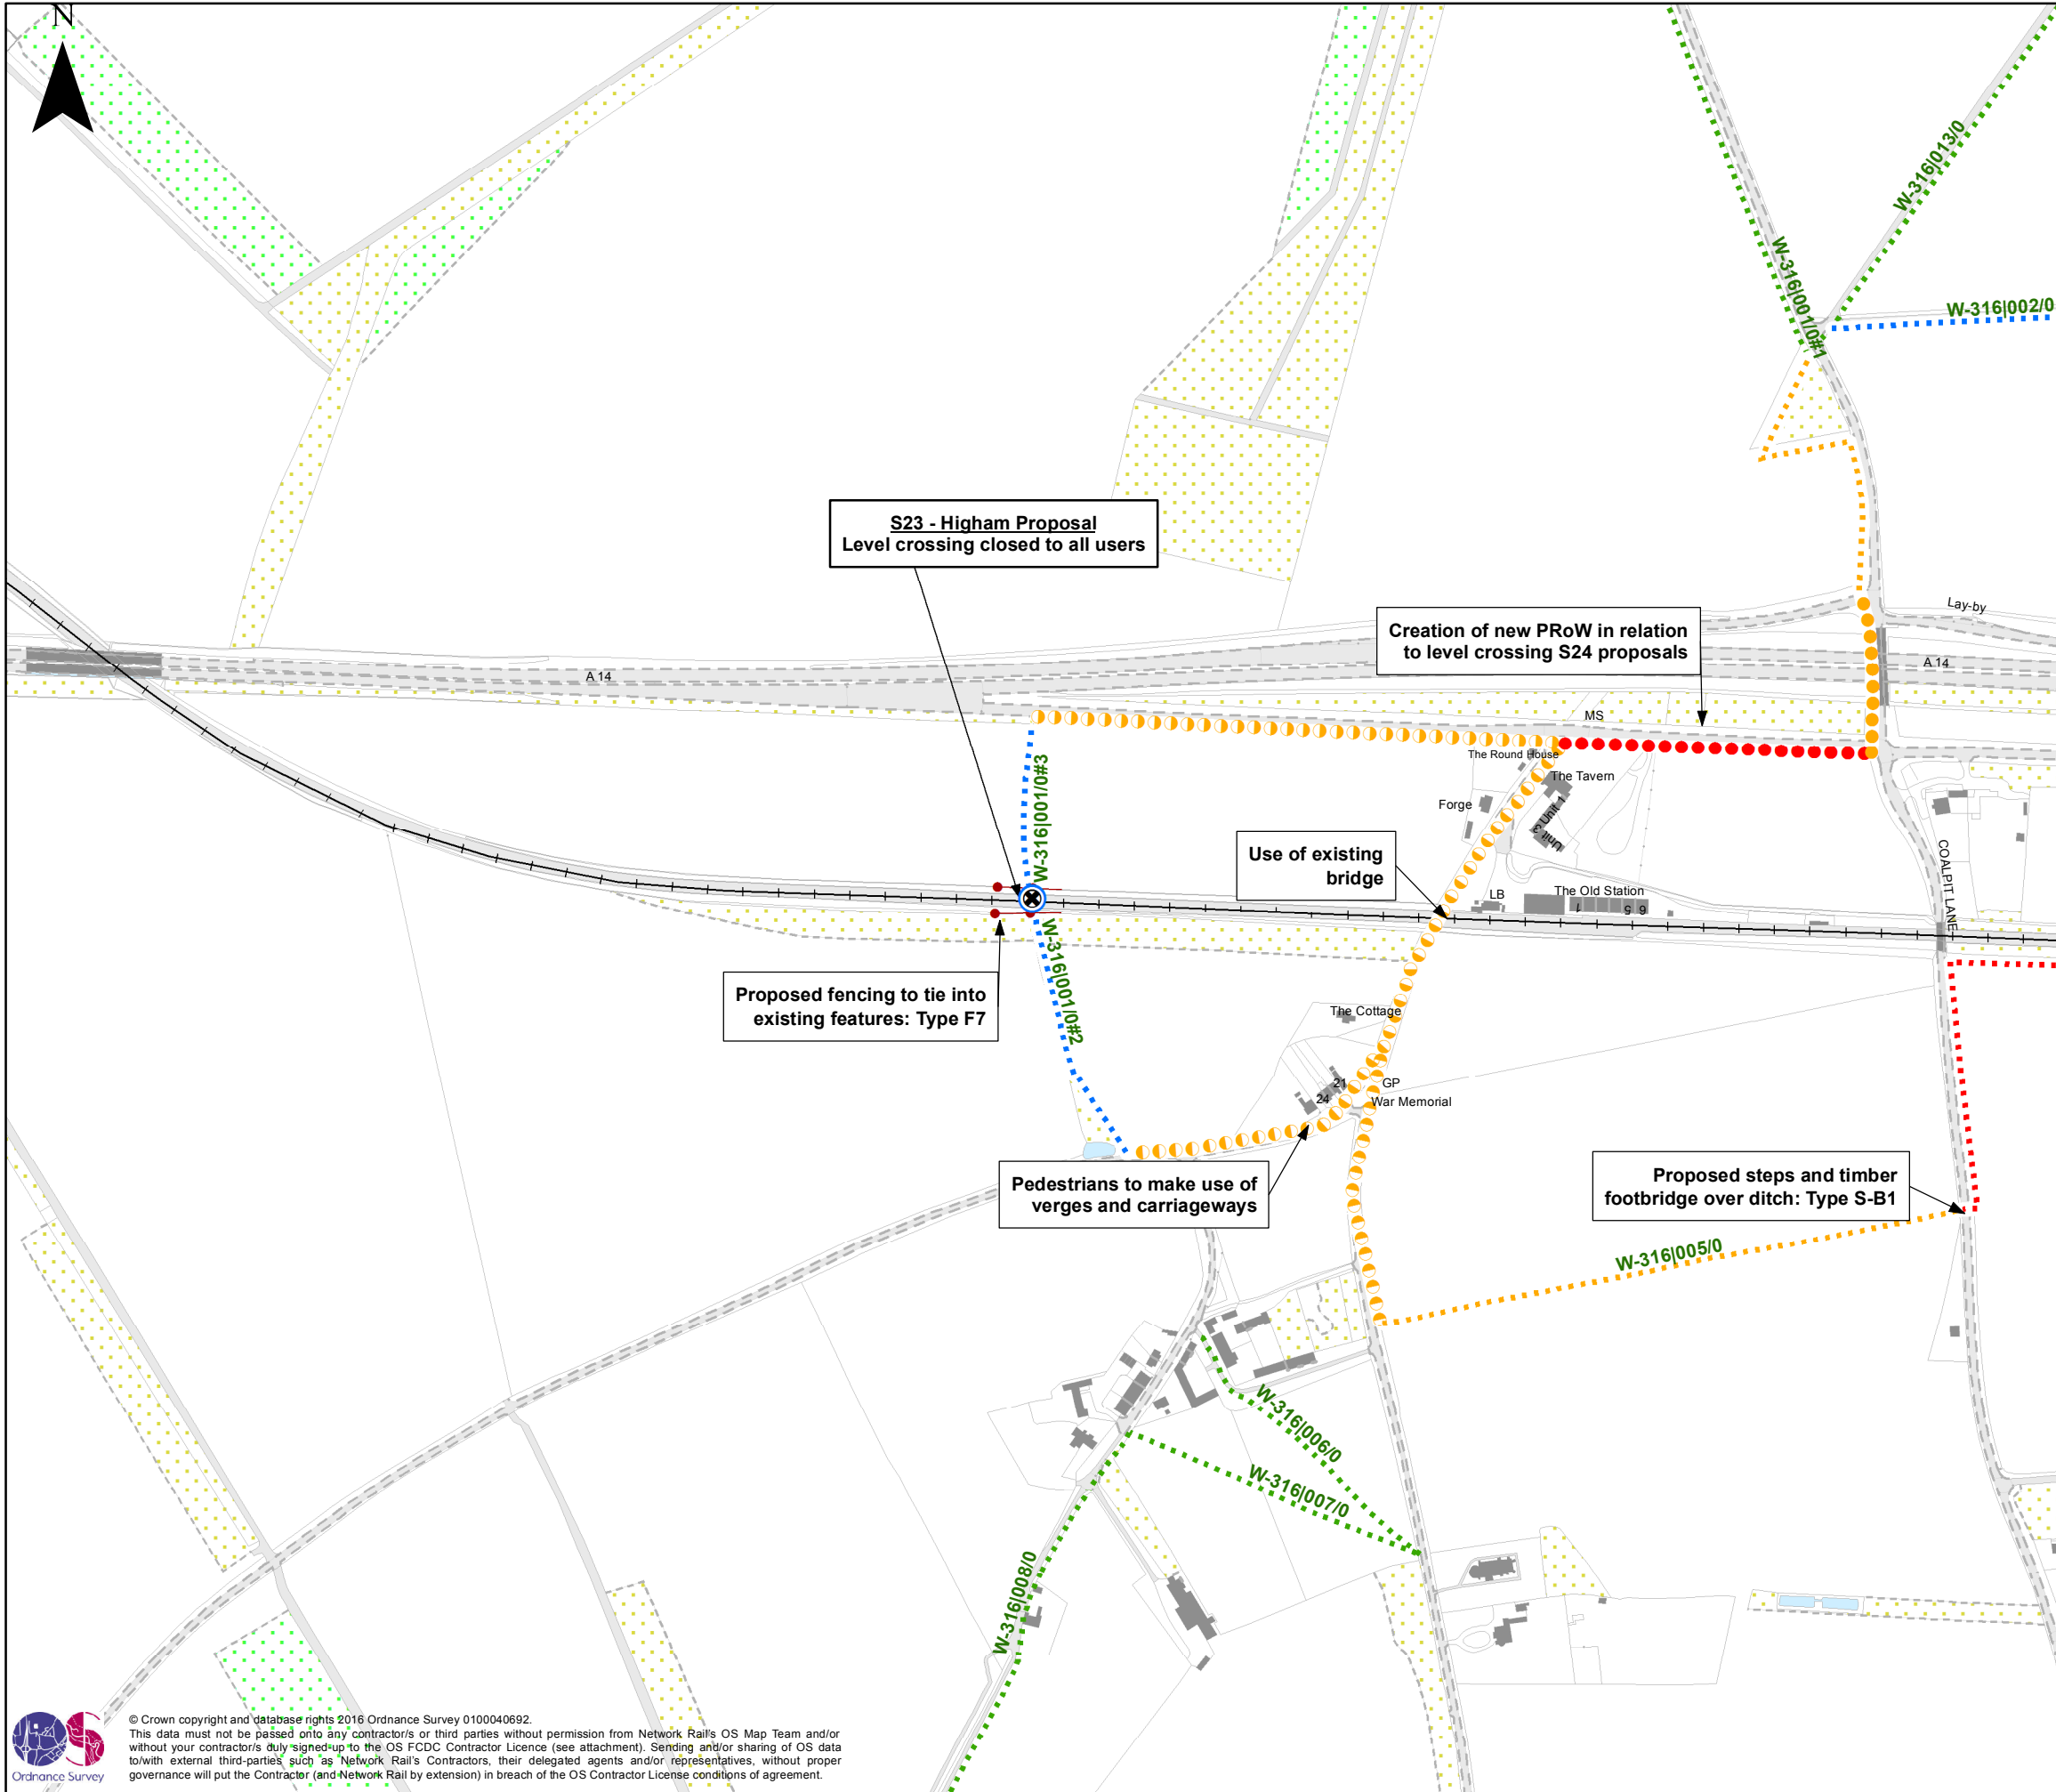 N
W-316|013/0
W-316|001/0#1
W-316|002/0
S23 - Higham Proposal
Level crossing closed to all users
Lay-by
Creation of new PRoW in relation
to level crossing S24 proposals
A 14
A 14
MS
The Round House
The Tavern
W-316|001/0#3
Forge
Unit 1
Unit 3
Use of existing
bridge
COALPIT LANE
LB
The Old Station
1
5
6
W-316|001/0#2
Proposed fencing to tie into
existing features: Type F7
The Cottage
21
GP
24
War Memorial
Pedestrians to make use of
verges and carriageways
Proposed steps and timber
footbridge over ditch: Type S-B1
W-316|005/0
W-316|006/0
W-316|007/0
W-316|008/0
© Crown copyright and database rights 2016 Ordnance Survey 0100040692.
This data must not be passed onto any contractor/s or third parties without permission from Network Rail's OS Map Team and/or
without your contractor/s duly signed-up to the OS FCDC Contractor Licence (see attachment). Sending and/or sharing of OS data
to/with external third-parties such as Network Rail's Contractors, their delegated agents and/or representatives, without proper
governance will put the Contractor (and Network Rail by extension) in breach of the OS Contractor License conditions of agreement.
Ordnance Survey